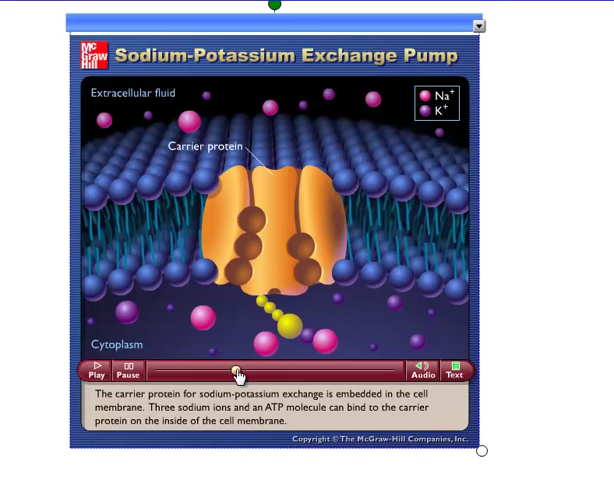 Mc
Graw
Hill
Sodium-Potassium Exchange Pump
Extracellular fluid
Na+
K+
Carrier protein
Cytoplasm
Play
Pause
Audio
Text
The carrier protein for sodium-potassium exchange is embedded in the cell
membrane. Three sodium ions and an ATP molecule can bind to the carrier
protein on the inside of the cell membrane.
Copyright © The McGraw-Hill Companies, Inc.